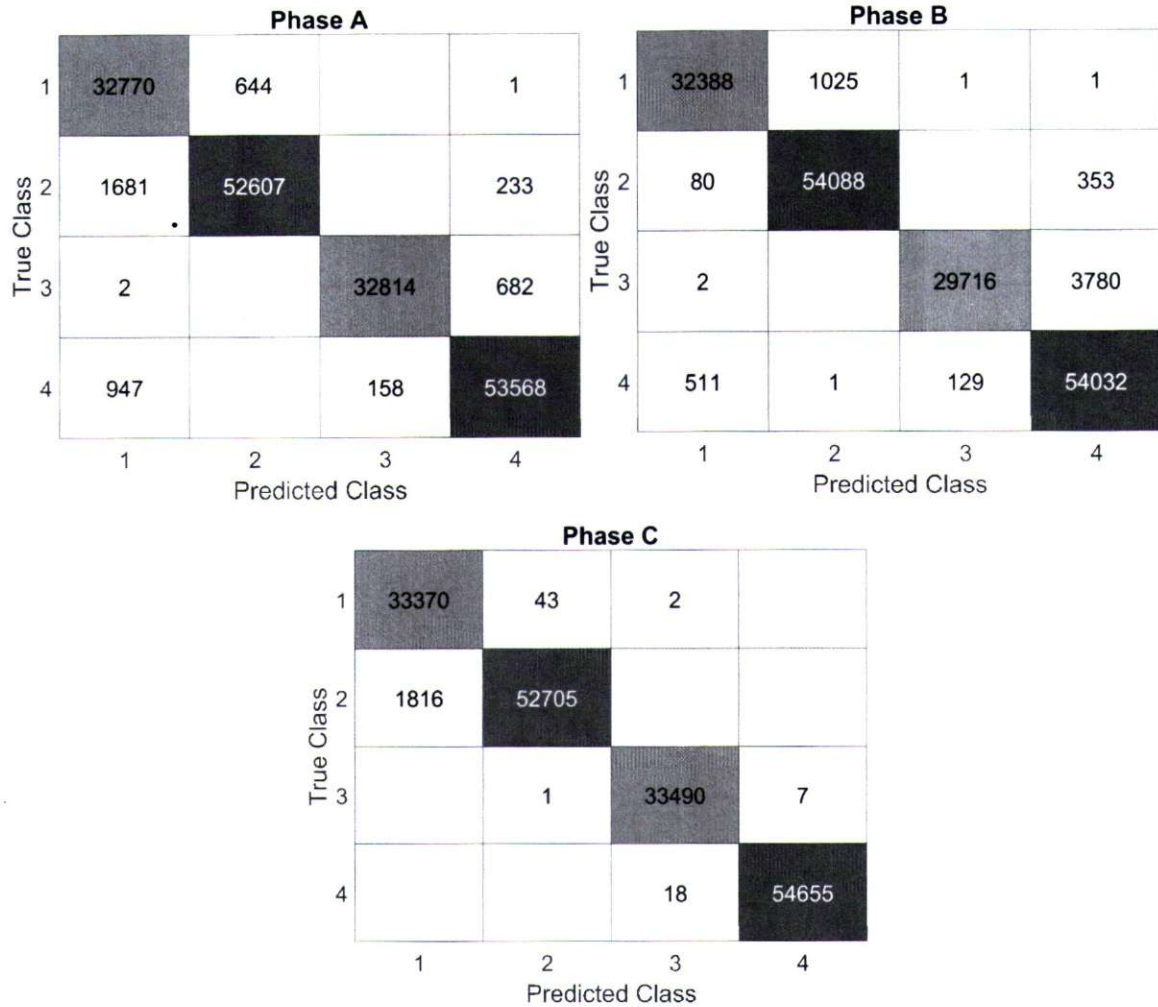 Phase A
1 32770 644 1
2 1681 52607 233
3 2 32814 682
4 947 158 53568
1 2 3 4
Predicted Class
True Class
Phase B
1 32388 1025 1 1
2 80 54088 353
3 2 29716 3780
4 511 1 129 54032
1 2 3 4
Predicted Class
True Class
Phase C
1 33370 43 2
2 1816 52705
3 1 33490 7
4 18 54655
1 2 3 4
Predicted Class
True Class